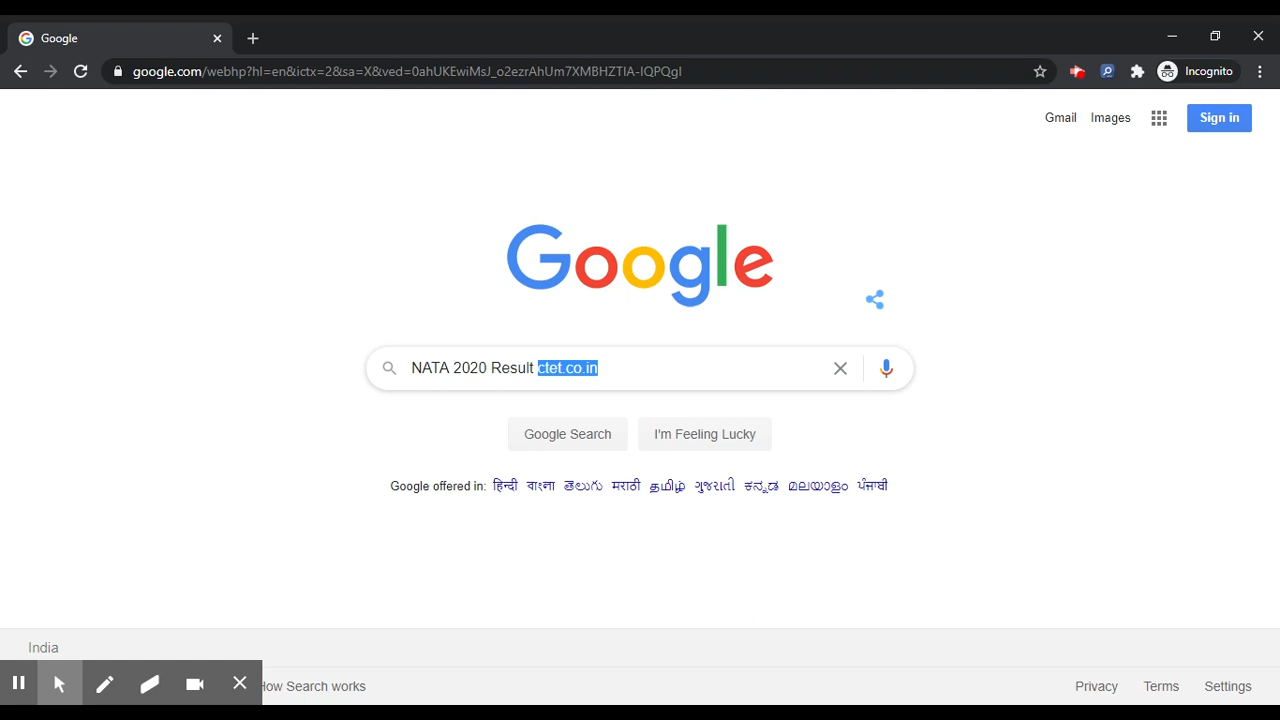 Google
google.com/webhp?hl=en&ictx=2&sa=X&ved=0ahUKEwiMsJ_o2ezrAhUm7XMBHZTIA-IQPQgI
Incognito
Gmail Images Sign in
Google
NATA 2020 Result ctet.co.in
Google Search I'm Feeling Lucky
Google offered in: हिन्दी বাংলা తెలుగు मराठी தமிழ் ગુજરાતી ಕನ್ನಡ മലയാളം ਪੰਜਾਬੀ
India
How Search works Privacy Terms Settings